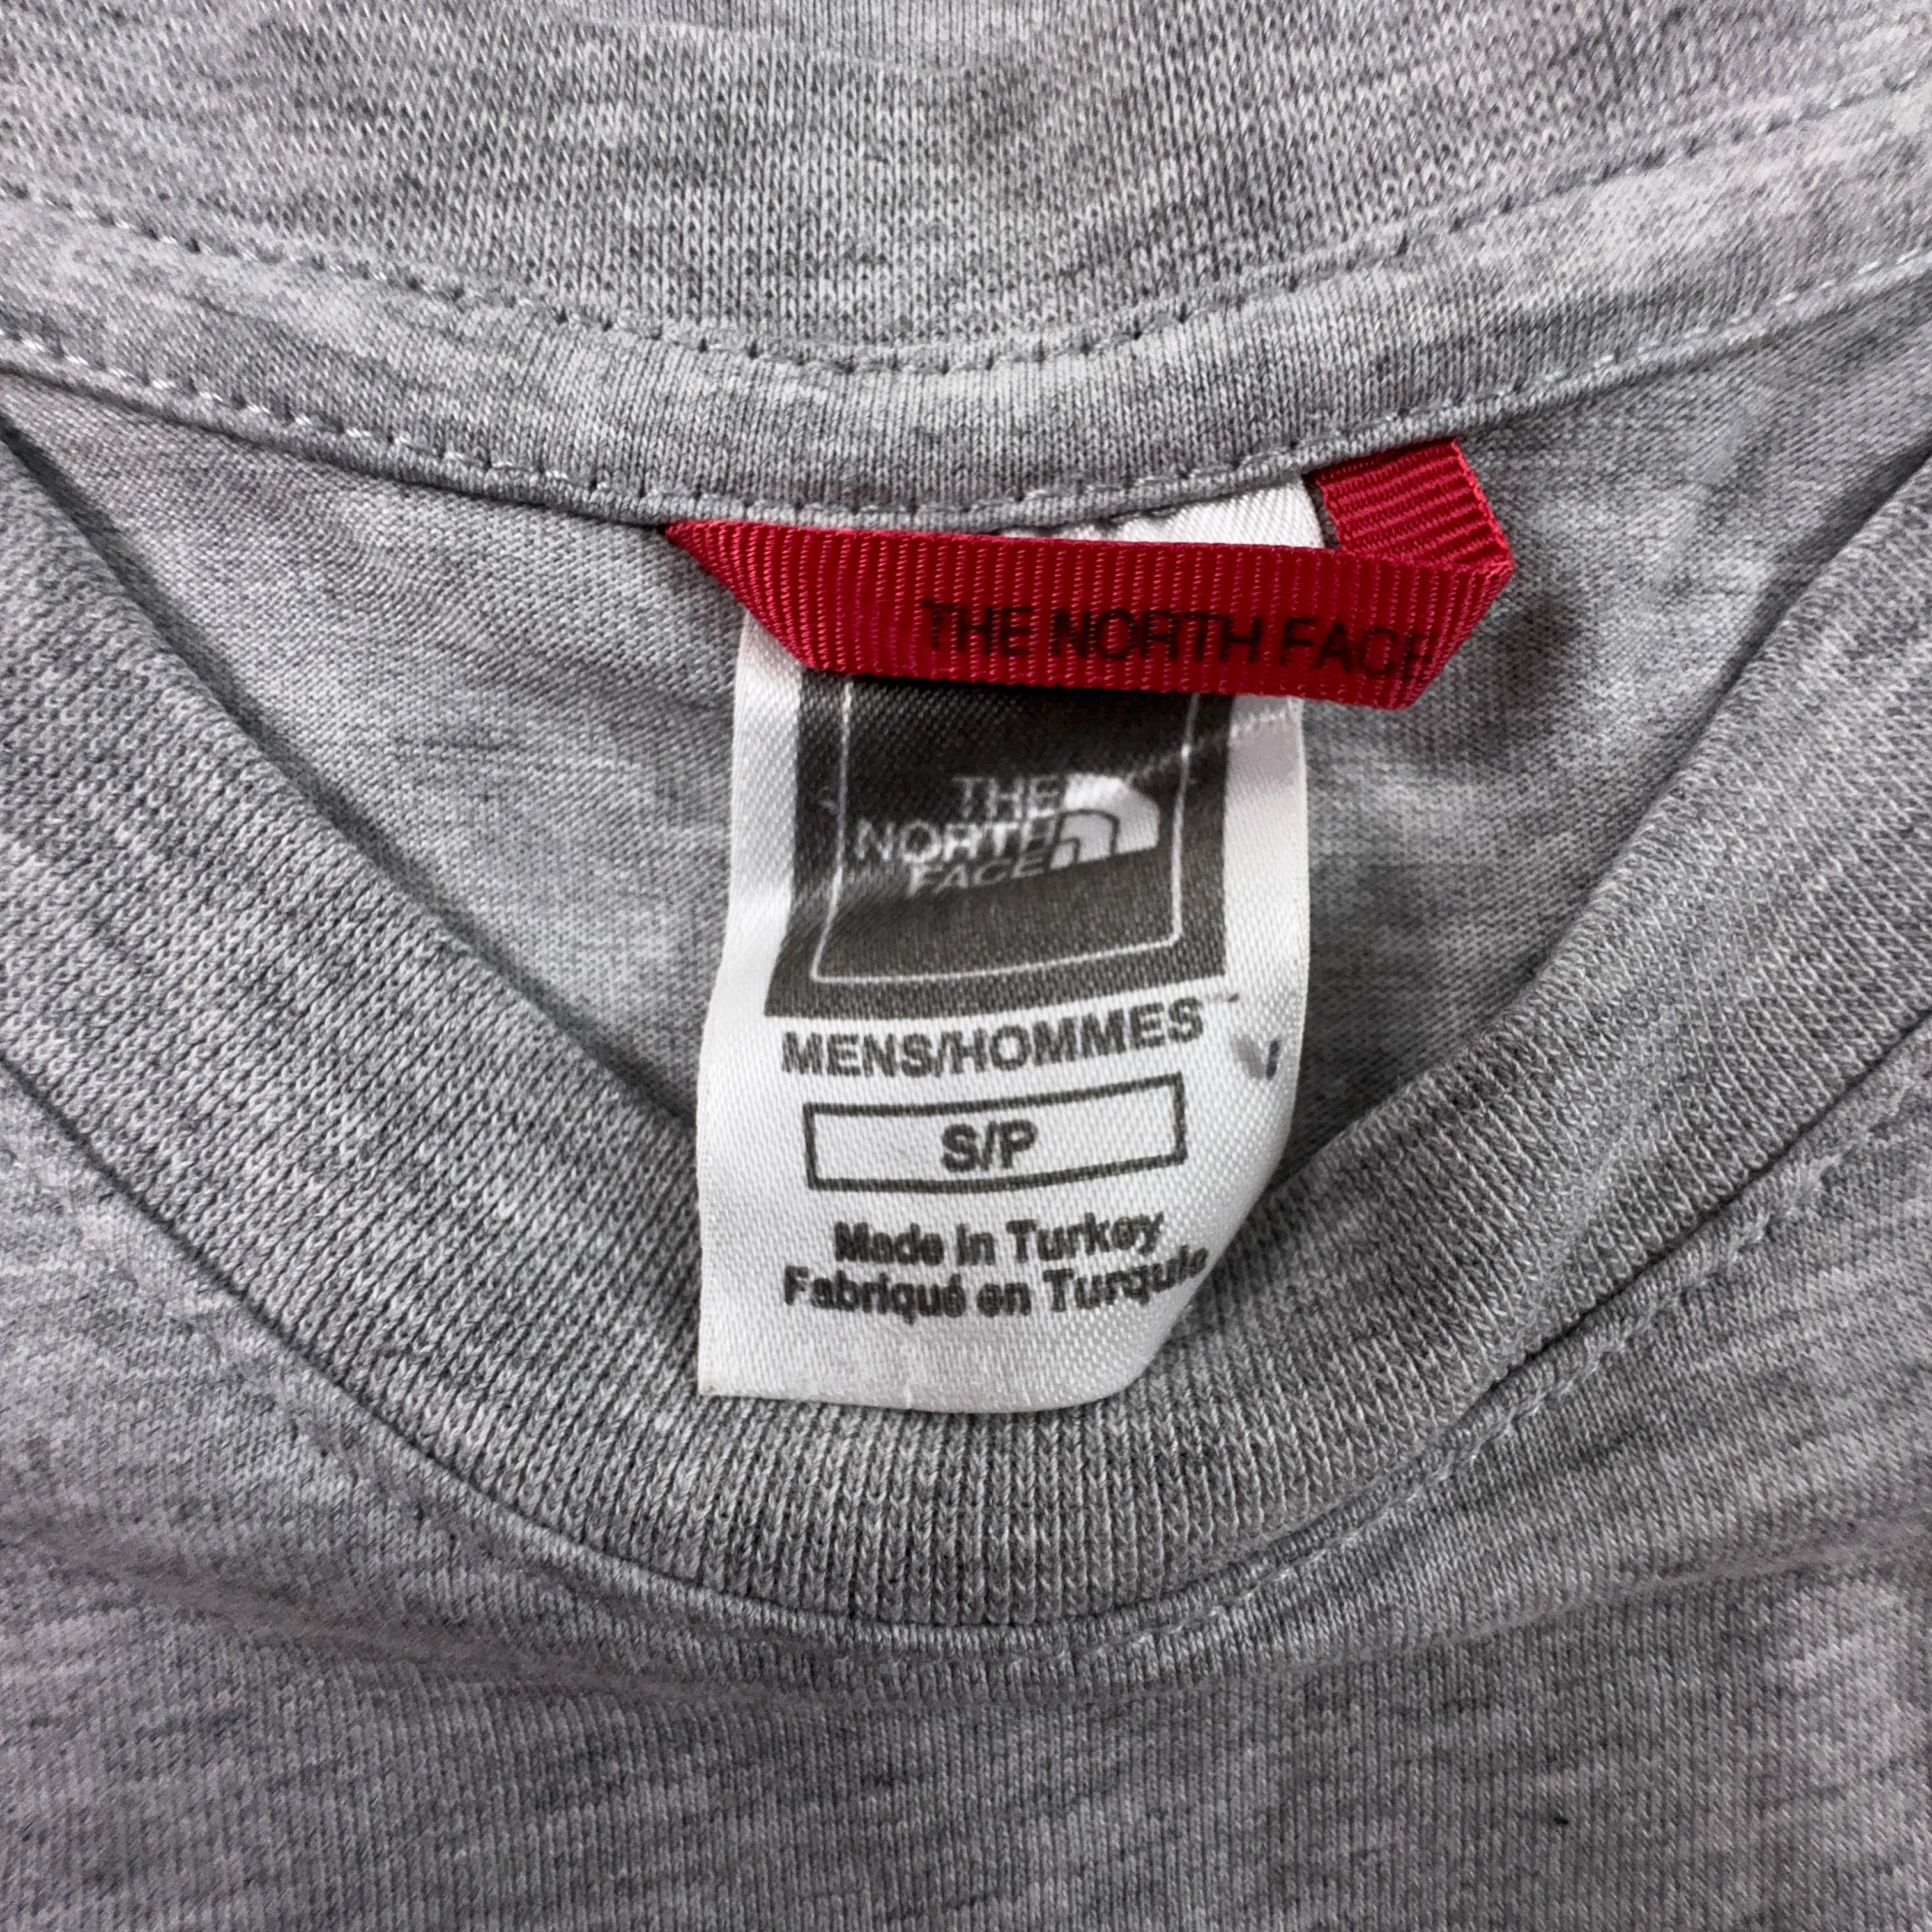 THE NORTH FACE
THE
NORTH
FACE
MENS/HOMMES
S/P
Made in Turkey
Fabriqué en Turquie